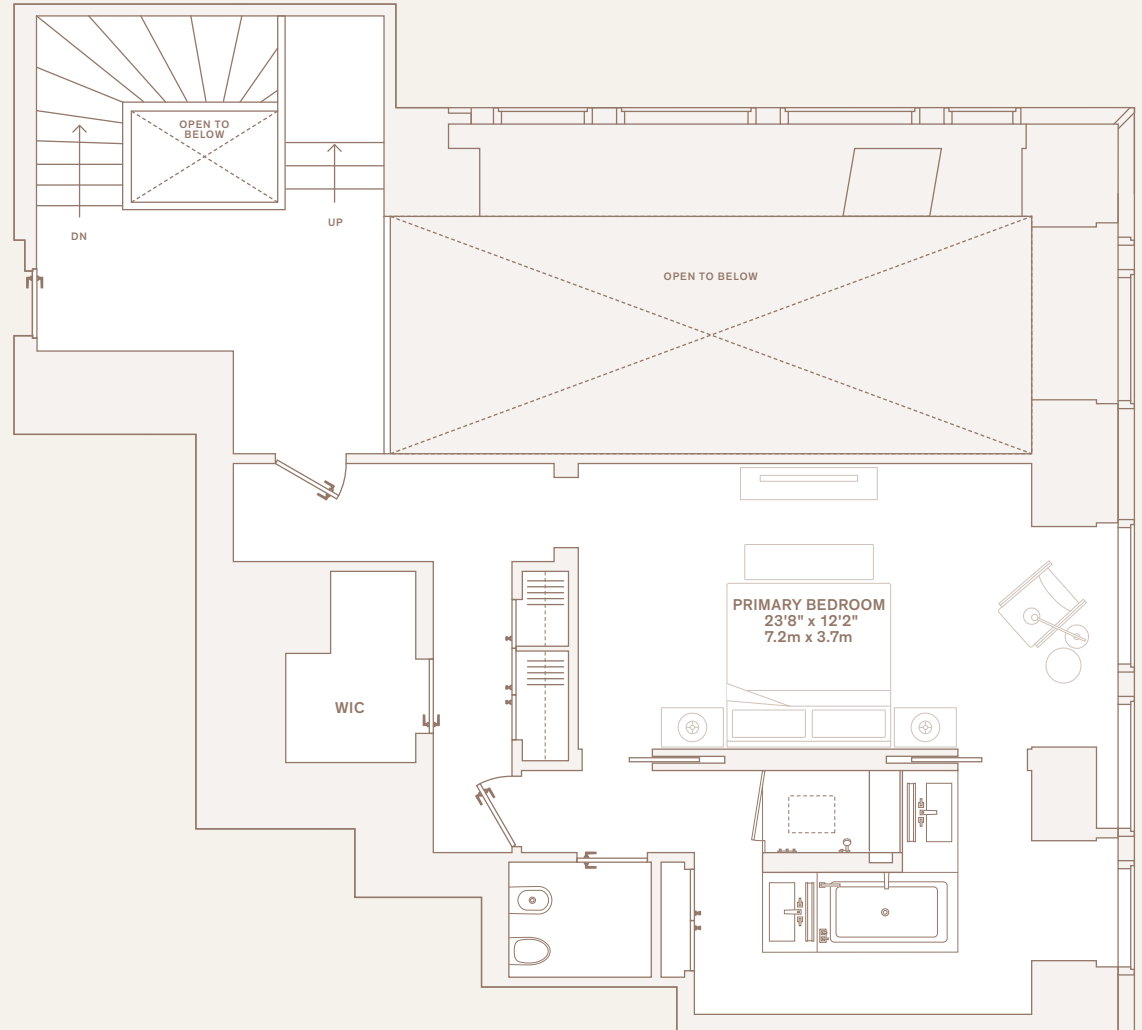 OPEN TO
BELOW
UP
DN
OPEN TO BELOW
PRIMARY BEDROOM
23'8" x 12'2"
7.2m x 3.7m
WIC